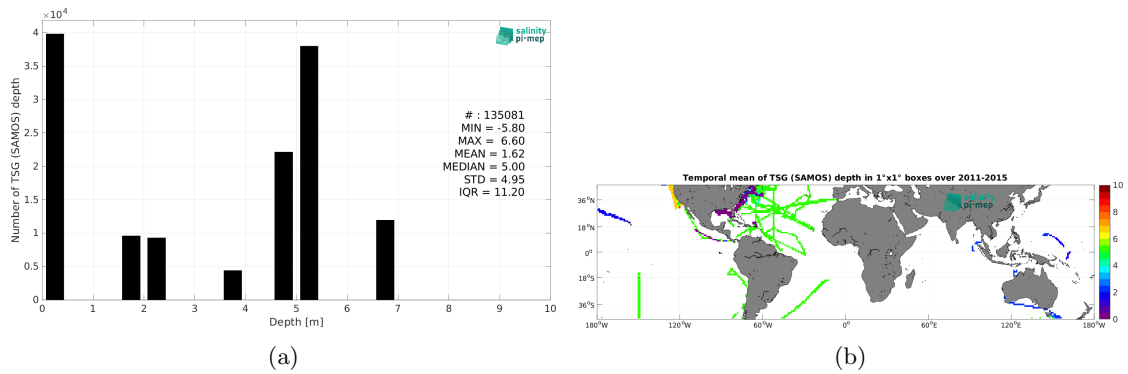 ×10⁴
4
3.5
3
2.5
2
1.5
1
0.5
0
Number of TSG (SAMOS) depth
0 1 2 3 4 5 6 7 8 9 10
Depth [m]
salinity
pi-mep
# : 135081
MIN = -5.80
MAX = 6.60
MEAN = 1.62
MEDIAN = 5.00
STD = 4.95
IQR = 11.20
(a)
Temporal mean of TSG (SAMOS) depth in 1°x1° boxes over 2011-2015
salinity
pi-mep
36°N
18°N
0°
18°S
36°S
180°W 120°W 60°W 0° 60°E 120°E 180°W
10
8
6
4
2
0
(b)